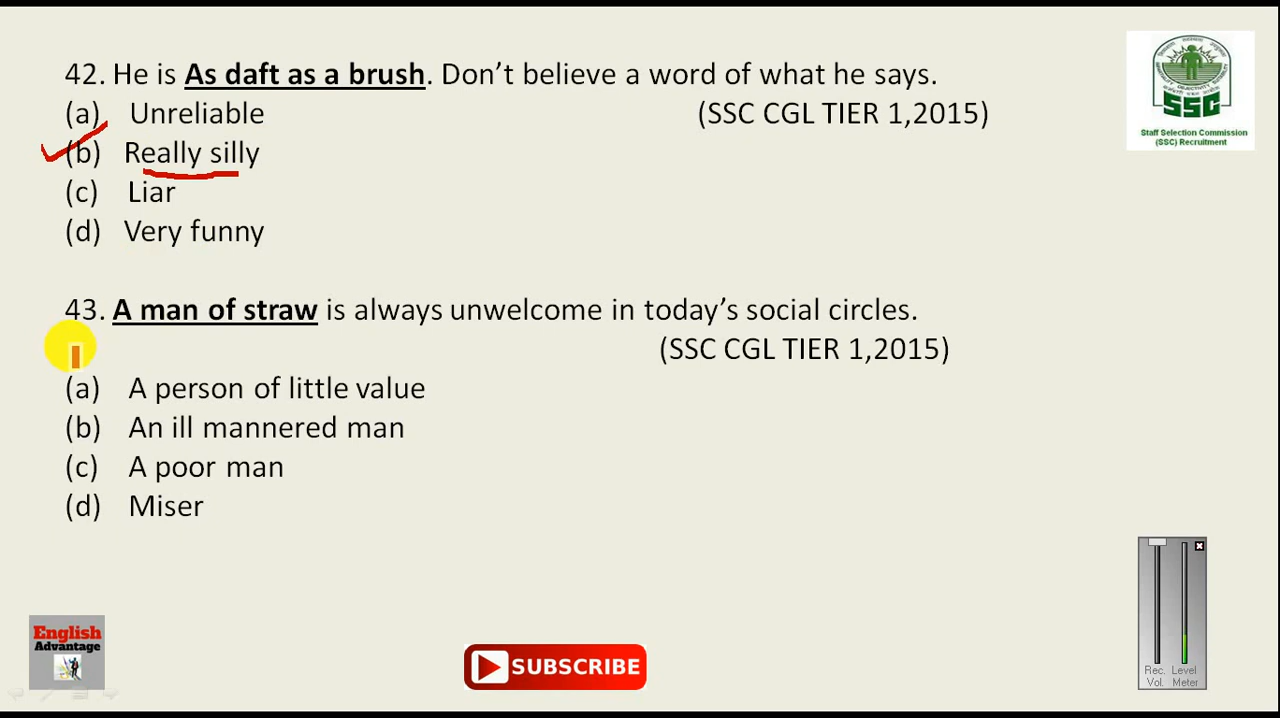 42. He is As daft as a brush. Don't believe a word of what he says.
(a) Unreliable (SSC CGL TIER 1,2015)
(b) Really silly
(c) Liar
(d) Very funny
43. A man of straw is always unwelcome in today's social circles.
(SSC CGL TIER 1,2015)
(a) A person of little value
(b) An ill mannered man
(c) A poor man
(d) Miser
SSC
Staff Selection Commission
(SSC) Recruitment
English
Advantage
SUBSCRIBE
Rec. Level
Vol. Meter